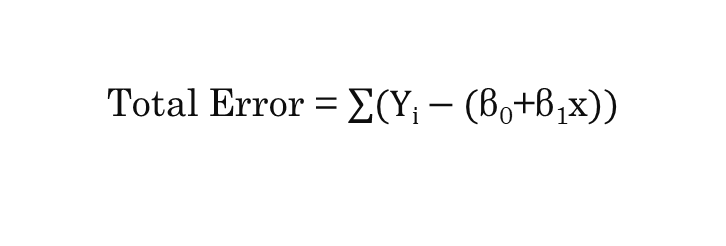 Total Error = ∑(Yᵢ − (β₀+β₁x))